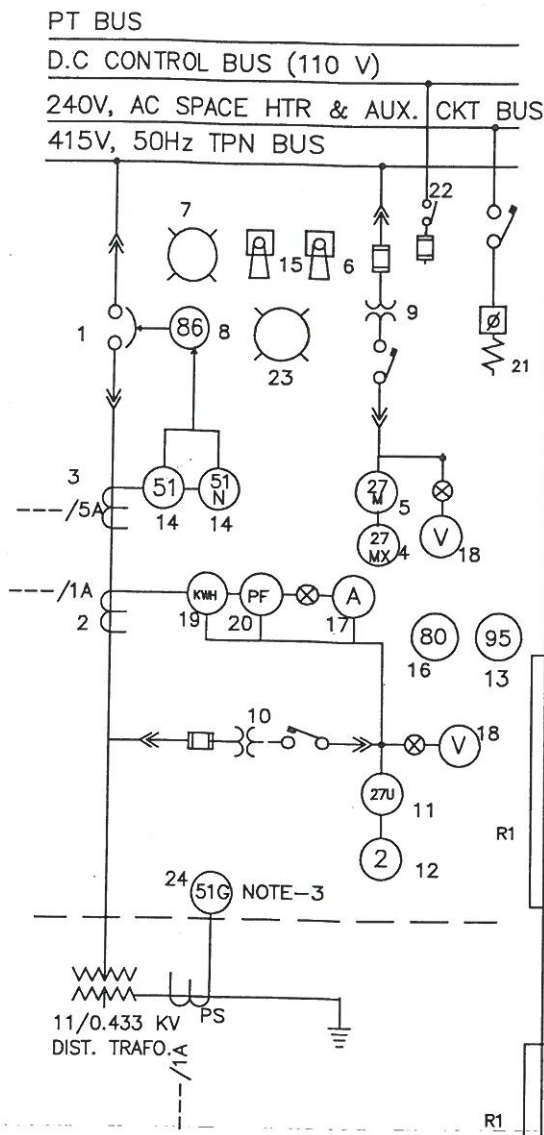 PT BUS
D.C CONTROL BUS (110 V)
240V, AC SPACE HTR & AUX. CKT BUS
415V, 50Hz TPN BUS
7
22
15
6
1
86
8
9
23
21
3
51
51
N
27
M
5
---/5A
14
14
27
MX
4
V
18
---/1A
KWH
PF
A
2
19
20
17
80
95
16
13
10
18
V
27U
11
R1
2
12
24
51G
NOTE-3
PS
11/0.433 KV
DIST. TRAFO.
---/1A
R1